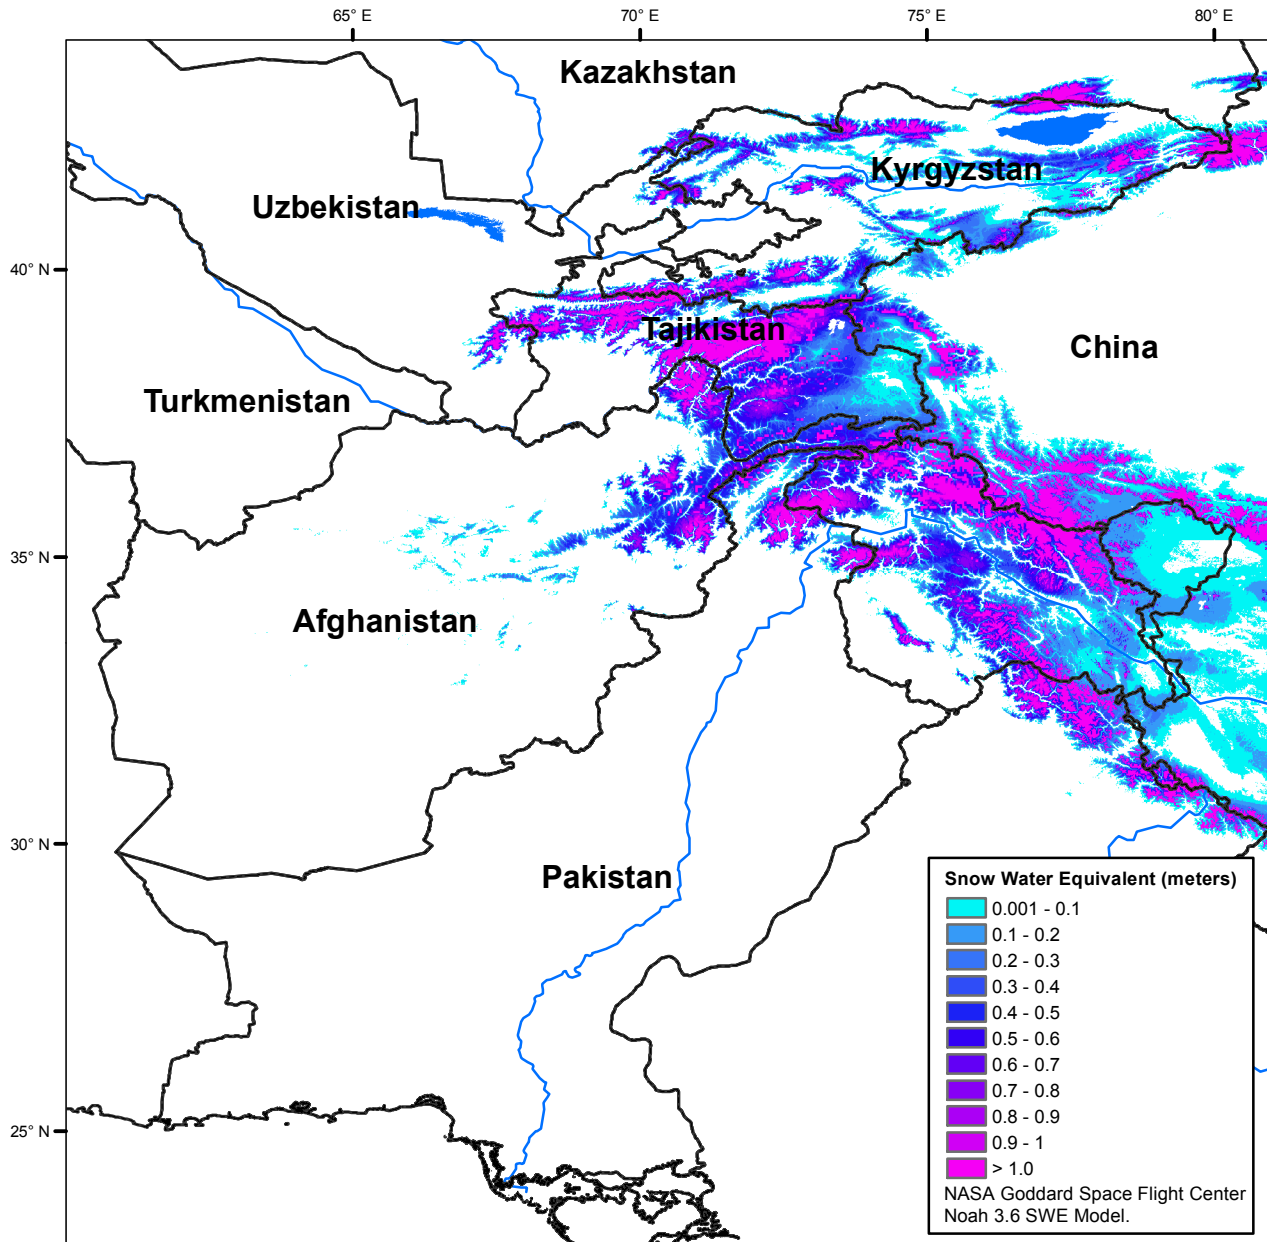 65° E
70° E
75° E
80° E
Kazakhstan
Kyrgyzstan
Uzbekistan
40° N
Tajikistan
China
Turkmenistan
35° N
Afghanistan
30° N
Pakistan
25° N
Snow Water Equivalent (meters)
0.001 - 0.1
0.1 - 0.2
0.2 - 0.3
0.3 - 0.4
0.4 - 0.5
0.5 - 0.6
0.6 - 0.7
0.7 - 0.8
0.8 - 0.9
0.9 - 1
> 1.0
NASA Goddard Space Flight Center
Noah 3.6 SWE Model.